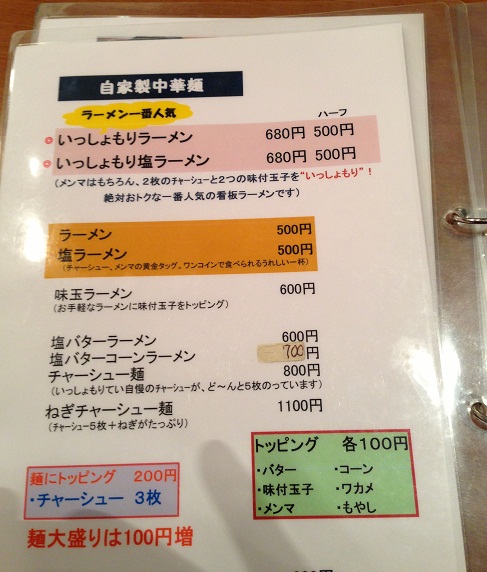 自家製中華麺
ラーメン一番人気
ハーフ
いっしょもりラーメン 680円 500円
いっしょもり塩ラーメン 680円 500円
(メンマはもちろん、2枚のチャーシューと2つの味付玉子を"いっしょもり"!
絶対おトクな一番人気の看板ラーメンです)
ラーメン 500円
塩ラーメン 500円
(チャーシュー、メンマの黄金タッグ。ワンコインで食べられるうれしい一杯)
味玉ラーメン 600円
(お手軽なラーメンに味付玉子をトッピング)
塩バターラーメン 600円
塩バターコーンラーメン 700円
チャーシュー麺 800円
(いっしょもりてい自慢のチャーシューが、ど〜んと5枚のっています)
ねぎチャーシュー麺 1100円
(チャーシュー5枚+ねぎがたっぷり)
トッピング 各100円
・バター ・コーン
・味付玉子 ・ワカメ
・メンマ ・もやし
麺にトッピング 200円
・チャーシュー 3枚
麺大盛りは100円増